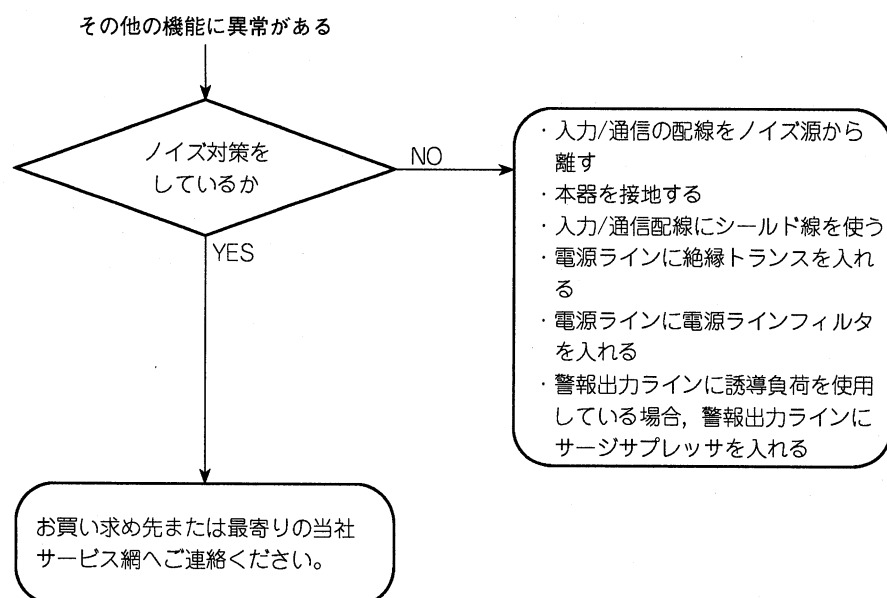 その他の機能に異常がある
ノイズ対策を
しているか
NO
・入力/通信の配線をノイズ源から
離す
・本器を接地する
・入力/通信配線にシールド線を使う
・電源ラインに絶縁トランスを入れ
る
・電源ラインに電源ラインフィルタ
を入れる
・警報出力ラインに誘導負荷を使用
している場合，警報出力ラインに
サージサプレッサを入れる
YES
お買い求め先または最寄りの当社
サービス網へご連絡ください。